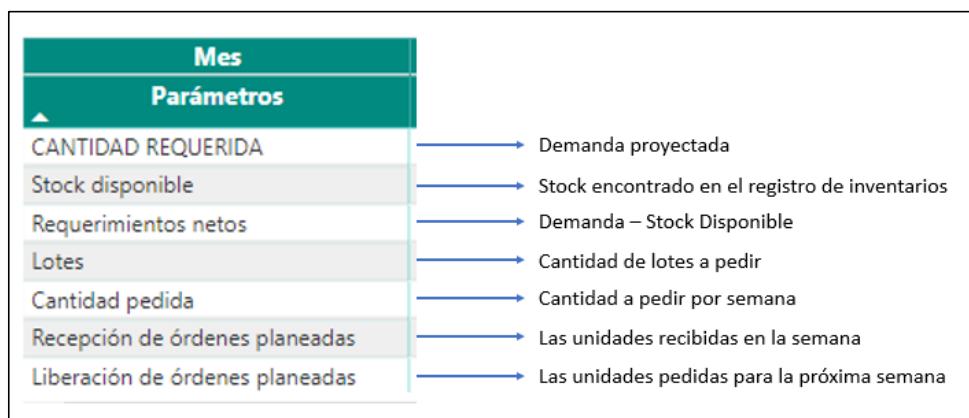 Mes
Parámetros
CANTIDAD REQUERIDA Demanda proyectada
Stock disponible Stock encontrado en el registro de inventarios
Requerimientos netos Demanda – Stock Disponible
Lotes Cantidad de lotes a pedir
Cantidad pedida Cantidad a pedir por semana
Recepción de órdenes planeadas Las unidades recibidas en la semana
Liberación de órdenes planeadas Las unidades pedidas para la próxima semana